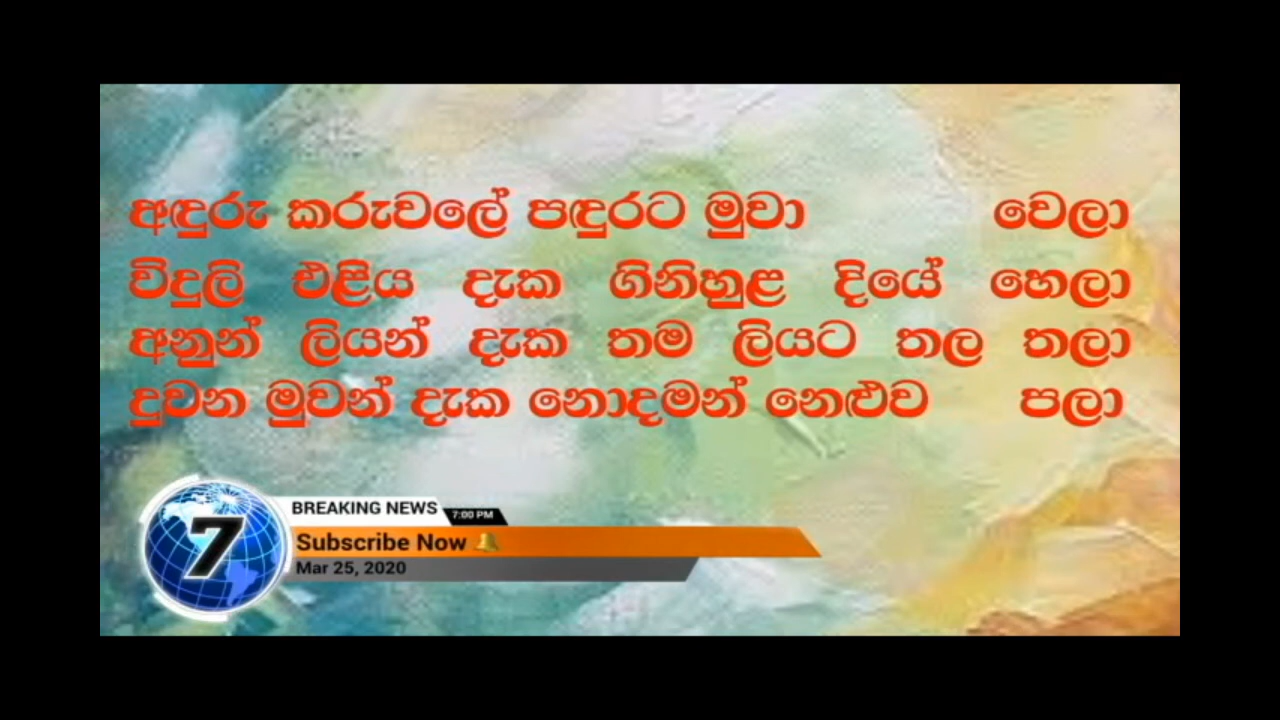 අඳුරු කරුවලේ පඳුරට මුවා වෙලා
විදුලි එළිය දැක ගිනිහුළ දියේ හෙලා
අනුන් ලියන් දැක තම ලියට තල තලා
දුවන මුවන් දැක නොදමන් නෙළුව පලා
BREAKING NEWS
7:00 PM
7
Subscribe Now 🔔
Mar 25, 2020